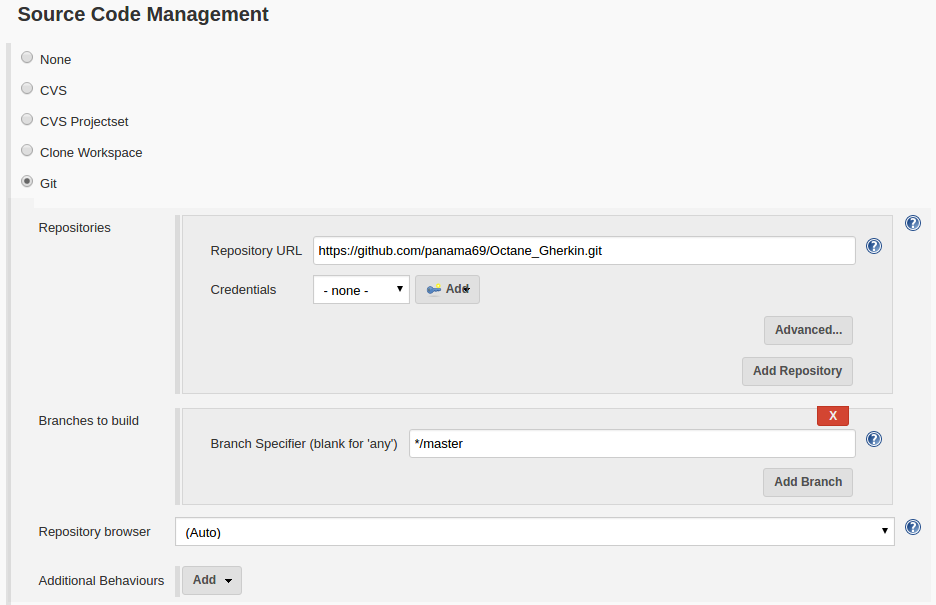 Source Code Management
None
CVS
CVS Projectset
Clone Workspace
Git
Repositories
?
Repository URL https://github.com/panama69/Octane_Gherkin.git ?
Credentials - none - Add
Advanced...
Add Repository
X
Branches to build
Branch Specifier (blank for 'any') */master ?
Add Branch
Repository browser (Auto) ?
Additional Behaviours Add